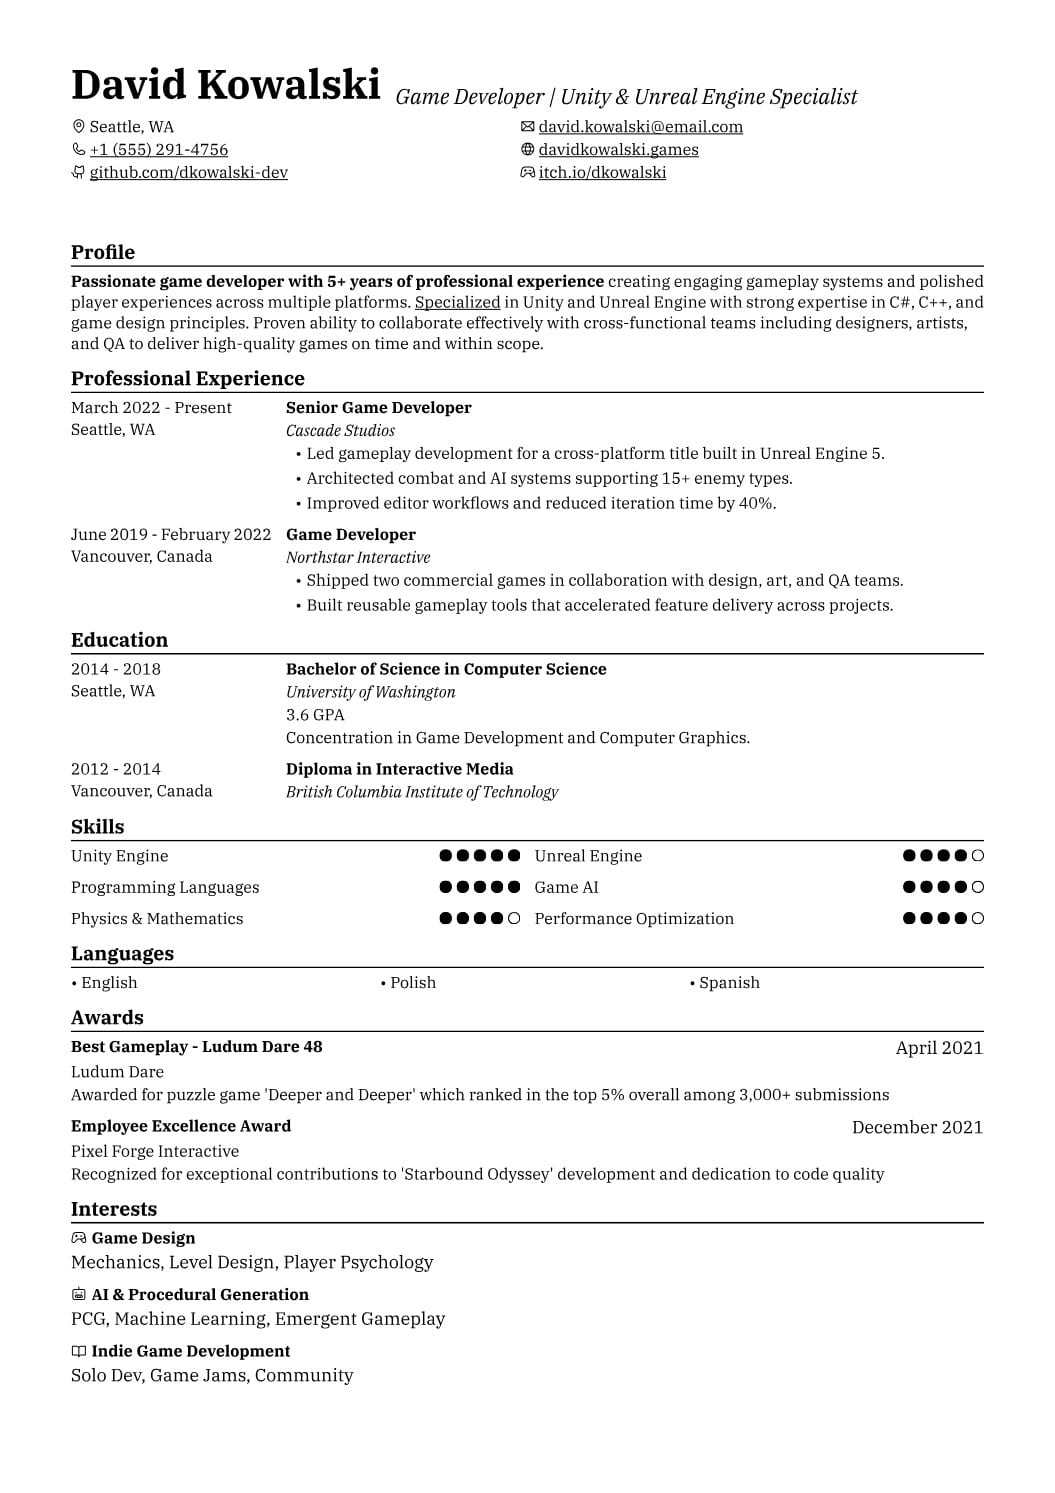 David Kowalski Game Developer | Unity & Unreal Engine Specialist
Seattle, WA
david.kowalski@email.com
+1 (555) 291-4756
davidkowalski.games
github.com/dkowalski-dev
itch.io/dkowalski
Profile
Passionate game developer with 5+ years of professional experience creating engaging gameplay systems and polished
player experiences across multiple platforms. Specialized in Unity and Unreal Engine with strong expertise in C#, C++, and
game design principles. Proven ability to collaborate effectively with cross-functional teams including designers, artists,
and QA to deliver high-quality games on time and within scope.
Professional Experience
March 2022 - Present
Seattle, WA
Senior Game Developer
Cascade Studios
• Led gameplay development for a cross-platform title built in Unreal Engine 5.
• Architected combat and AI systems supporting 15+ enemy types.
• Improved editor workflows and reduced iteration time by 40%.
June 2019 - February 2022
Vancouver, Canada
Game Developer
Northstar Interactive
• Shipped two commercial games in collaboration with design, art, and QA teams.
• Built reusable gameplay tools that accelerated feature delivery across projects.
Education
2014 - 2018
Seattle, WA
Bachelor of Science in Computer Science
University of Washington
3.6 GPA
Concentration in Game Development and Computer Graphics.
2012 - 2014
Vancouver, Canada
Diploma in Interactive Media
British Columbia Institute of Technology
Skills
Unity Engine
Unreal Engine
Programming Languages
Game AI
Physics & Mathematics
Performance Optimization
Languages
• English
• Polish
• Spanish
Awards
Best Gameplay - Ludum Dare 48
April 2021
Ludum Dare
Awarded for puzzle game 'Deeper and Deeper' which ranked in the top 5% overall among 3,000+ submissions
Employee Excellence Award
December 2021
Pixel Forge Interactive
Recognized for exceptional contributions to 'Starbound Odyssey' development and dedication to code quality
Interests
Game Design
Mechanics, Level Design, Player Psychology
AI & Procedural Generation
PCG, Machine Learning, Emergent Gameplay
Indie Game Development
Solo Dev, Game Jams, Community